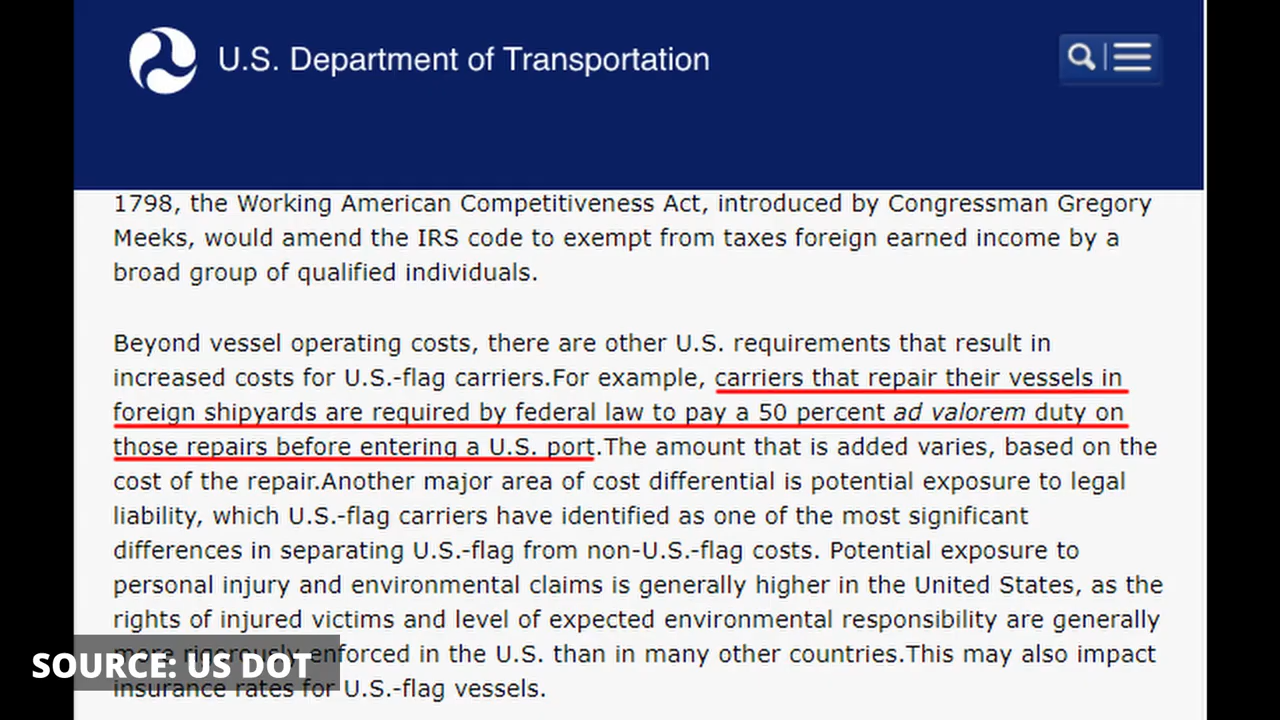 U.S. Department of Transportation
1798, the Working American Competitiveness Act, introduced by Congressman Gregory
Meeks, would amend the IRS code to exempt from taxes foreign earned income by a
broad group of qualified individuals.
Beyond vessel operating costs, there are other U.S. requirements that result in
increased costs for U.S.-flag carriers.For example, carriers that repair their vessels in
foreign shipyards are required by federal law to pay a 50 percent ad valorem duty on
those repairs before entering a U.S. port.The amount that is added varies, based on the
cost of the repair.Another major area of cost differential is potential exposure to legal
liability, which U.S.-flag carriers have identified as one of the most significant
differences in separating U.S.-flag from non-U.S.-flag costs. Potential exposure to
personal injury and environmental claims is generally higher in the United States, as the
rights of injured victims and level of expected environmental responsibility are generally
more rigorously enforced in the U.S. than in many other countries.This may also impact
insurance rates for U.S.-flag vessels.
SOURCE: US DOT